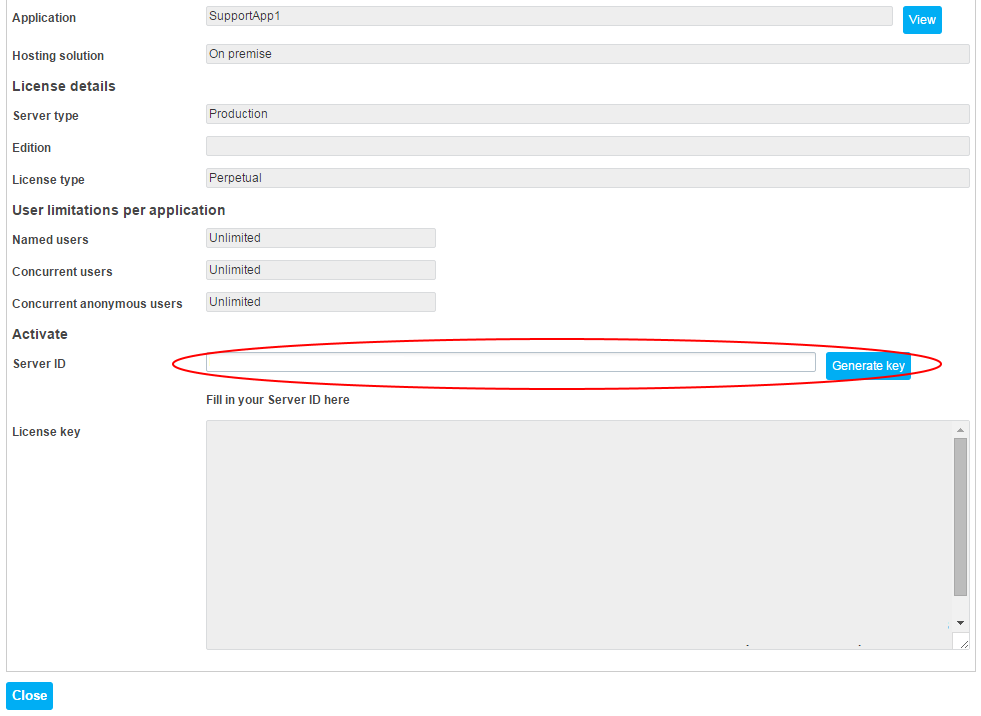 Application SupportApp1 View
Hosting solution On premise
License details
Server type Production
Edition
License type Perpetual
User limitations per application
Named users Unlimited
Concurrent users Unlimited
Concurrent anonymous users Unlimited
Activate
Server ID Generate key
Fill in your Server ID here
License key
Close